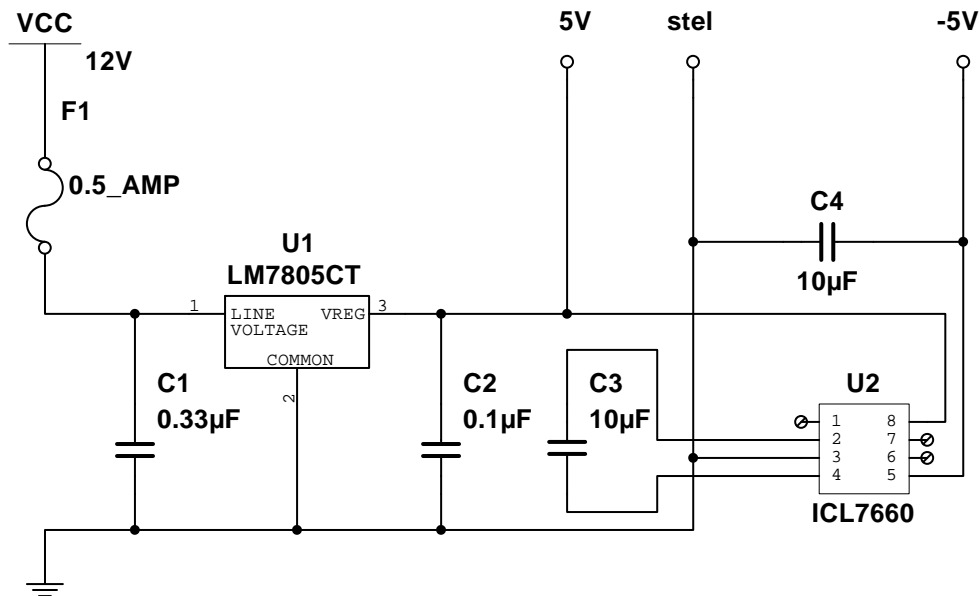 VCC
5V
stel
-5V
12V
F1
0.5_AMP
C4
10µF
U1
LM7805CT
1
LINE
VOLTAGE
VREG
3
COMMON
2
C1
0.33µF
C2
0.1µF
C3
10µF
U2
1
8
2
7
3
6
4
5
ICL7660